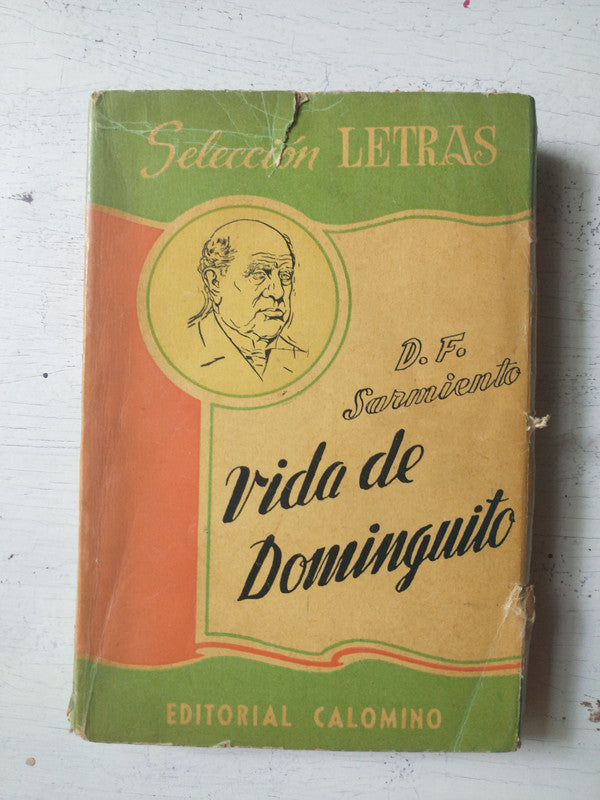 Selección LETRAS
D. F.
Sarmiento
Vida de
Dominguito
EDITORIAL CALOMINO